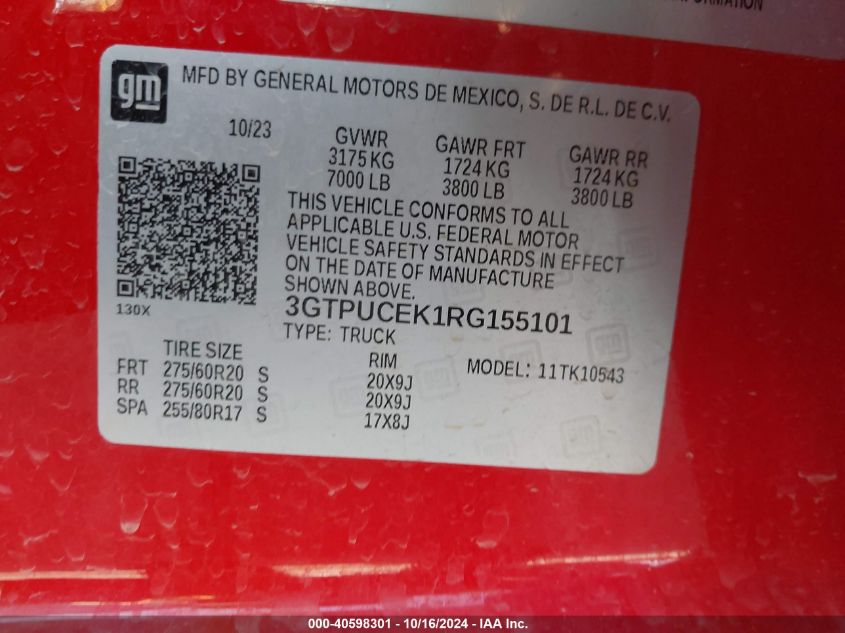 FORMATION
gm
MFD BY GENERAL MOTORS DE MEXICO, S. DE R.L. DE C.V.
10/23 GVWR GAWR FRT GAWR RR
3175 KG 1724 KG 1724 KG
7000 LB 3800 LB 3800 LB
THIS VEHICLE CONFORMS TO ALL
APPLICABLE U.S. FEDERAL MOTOR
VEHICLE SAFETY STANDARDS IN EFFECT
ON THE DATE OF MANUFACTURE
SHOWN ABOVE.
130X
3GTPUCEK1RG155101
TYPE: TRUCK
TIRE SIZE RIM MODEL: 11TK10543
FRT 275/60R20 S 20X9J
RR 275/60R20 S 20X9J
SPA 255/80R17 S 17X8J
000-40598301 / 10/16/2024 - IAA Inc.